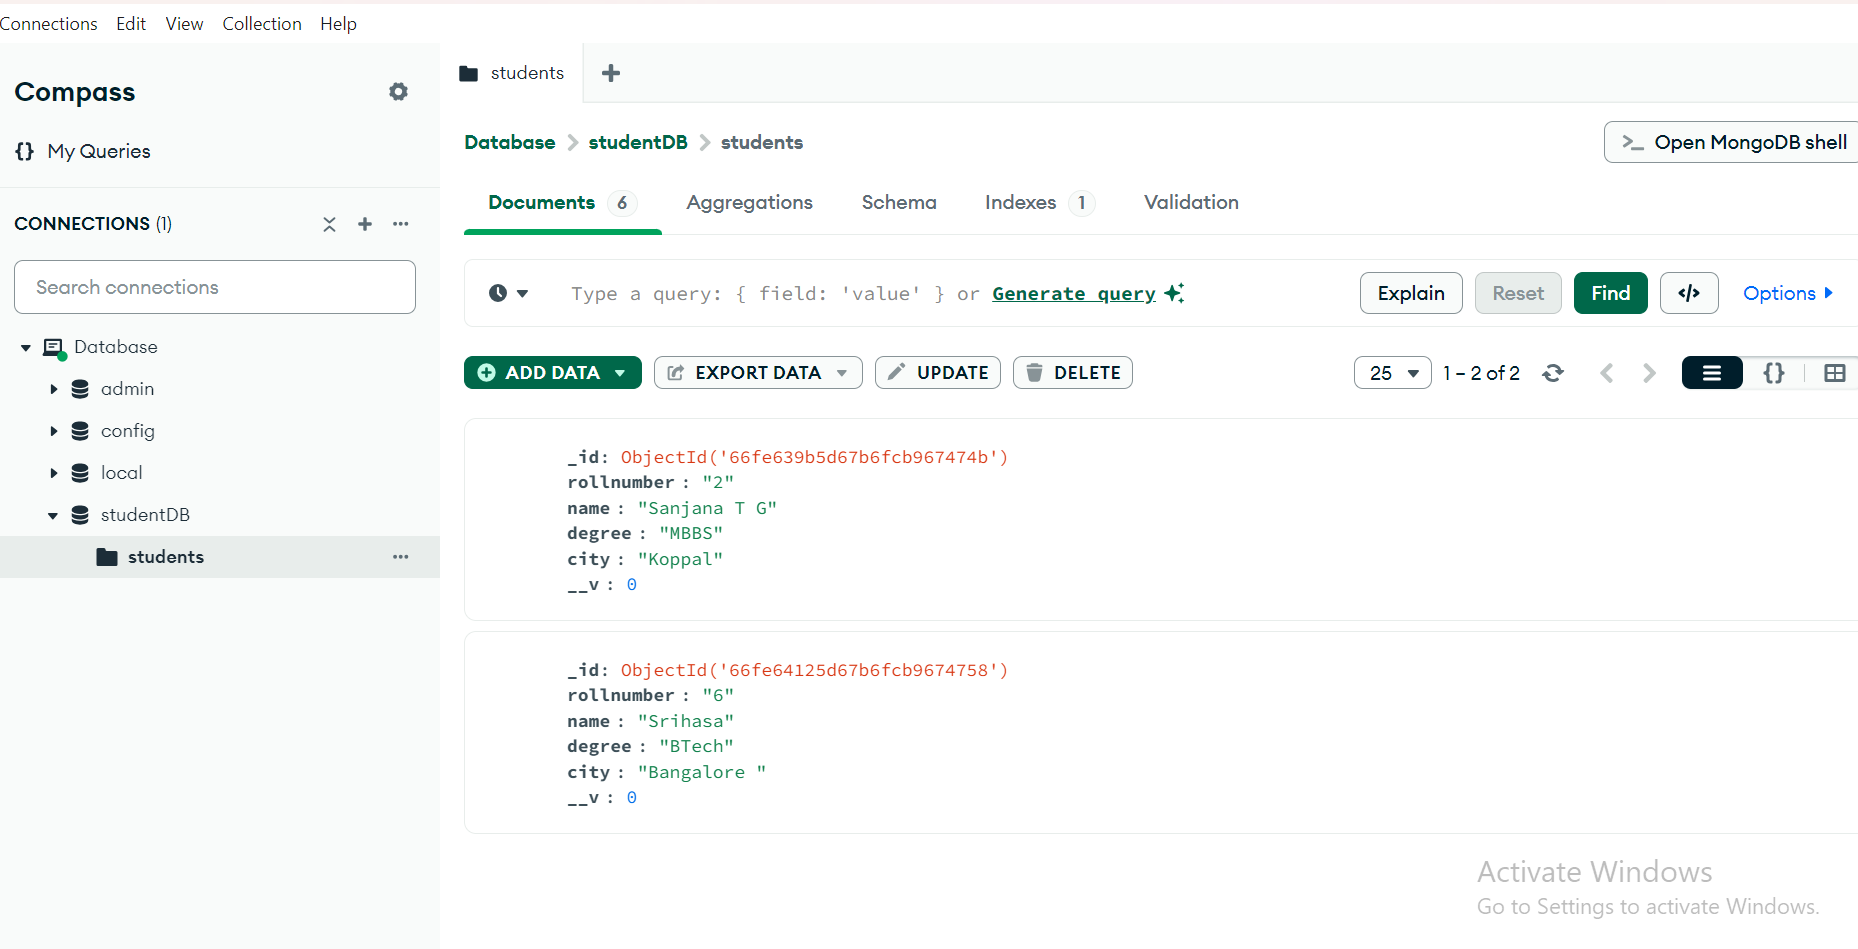 Connections Edit View Collection Help
Compass
{} My Queries
CONNECTIONS (1)
Search connections
Database
admin
config
local
studentDB
students
students
Database > studentDB > students
>_ Open MongoDB shell
Documents 6 Aggregations Schema Indexes 1 Validation
Type a query: { field: 'value' } or Generate query
Explain Reset Find </> Options
ADD DATA EXPORT DATA UPDATE DELETE
25 1 – 2 of 2 {}
_id: ObjectId('66fe639b5d67b6fcb967474b')
rollnumber : "2"
name : "Sanjana T G"
degree : "MBBS"
city : "Koppal"
__v : 0
_id: ObjectId('66fe64125d67b6fcb9674758')
rollnumber : "6"
name : "Srihasa"
degree : "BTech"
city : "Bangalore "
__v : 0
Activate Windows
Go to Settings to activate Windows.